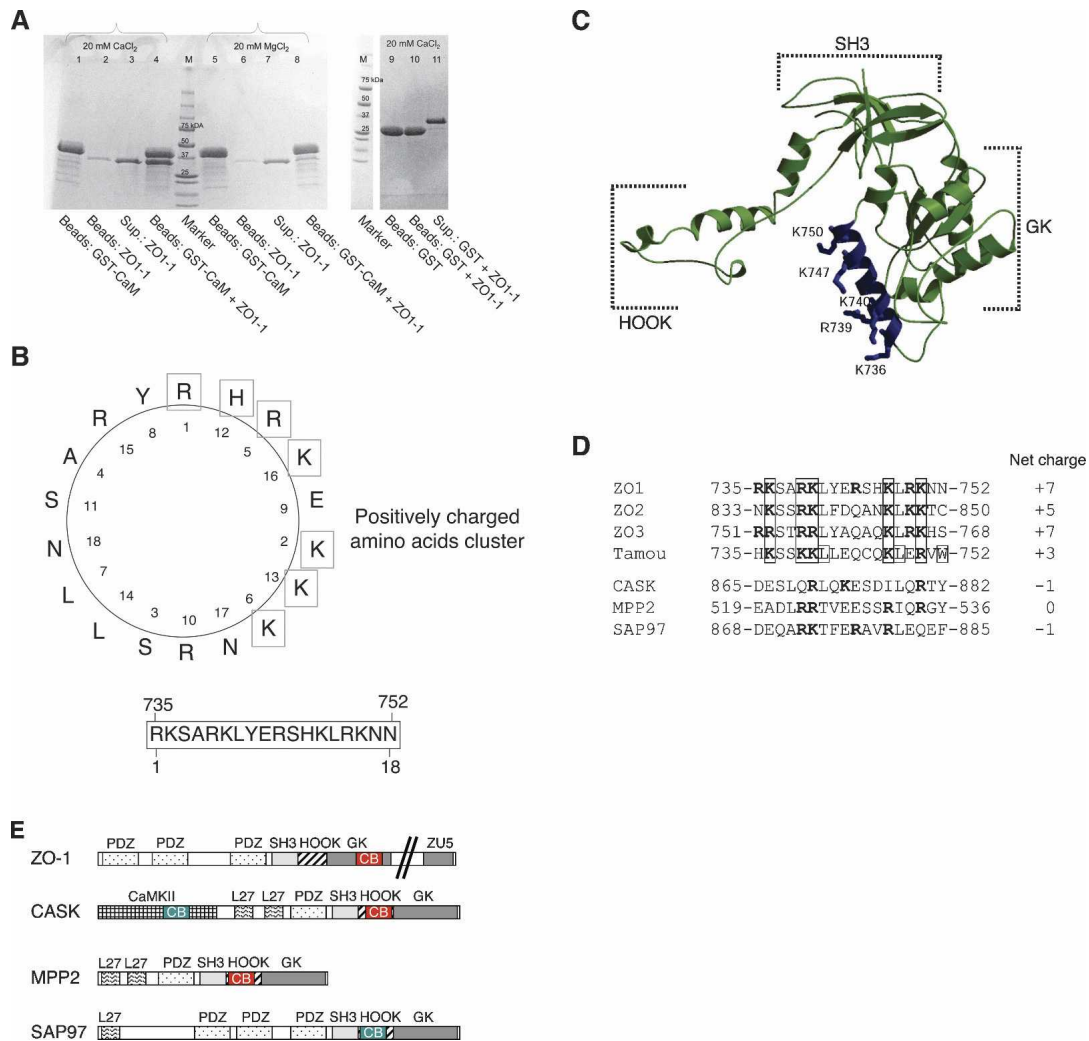 A
20 mM CaCl2
20 mM MgCl2
20 mM CaCl2
1 2 3 4 M 5 6 7 8
M 9 10 11
75 kDA
50
37
25
75 kDa
50
37
25
Beads: GST-CaM
Beads: ZO1-1
Sup.: ZO1-1
Beads: GST-CaM + ZO1-1
Marker
Beads: GST-CaM
Beads: ZO1-1
Sup.: ZO1-1
Beads: GST-CaM + ZO1-1
Marker
Beads: GST
Beads: GST + ZO1-1
Sup.: GST + ZO1-1
C
SH3
GK
HOOK
K750
K747
K740
R739
K736
B
R H R K E K K K N R S L L N S A R Y
1 12 5 16 9 2 13 6 17 10 3 14 7 18 11 4 15 8
Positively charged
amino acids cluster
735 752
RKSARKLYERSHKLRKNN
1 18
D
Net charge
ZO1 735-RKSARKLYERSHKLRKNN-752 +7
ZO2 833-NKSSRKLFDQANKLKKTC-850 +5
ZO3 751-RRSTRRLYAQAQKLRKHS-768 +7
Tamou 735-HKSSKKLLEQCQKLERVW-752 +3
CASK 865-DESLQRLQKESDILQRTY-882 -1
MPP2 519-EADLRRTVEESSRIQRGY-536 0
SAP97 868-DEQARKTFERAVRLEQEF-885 -1
E
PDZ PDZ PDZ SH3 HOOK GK ZU5
ZO-1 CB
CaMKII L27 L27 PDZ SH3 HOOK GK
CASK CB CB
L27 L27 PDZ SH3 HOOK GK
MPP2 CB
L27 PDZ PDZ PDZ SH3 HOOK GK
SAP97 CB